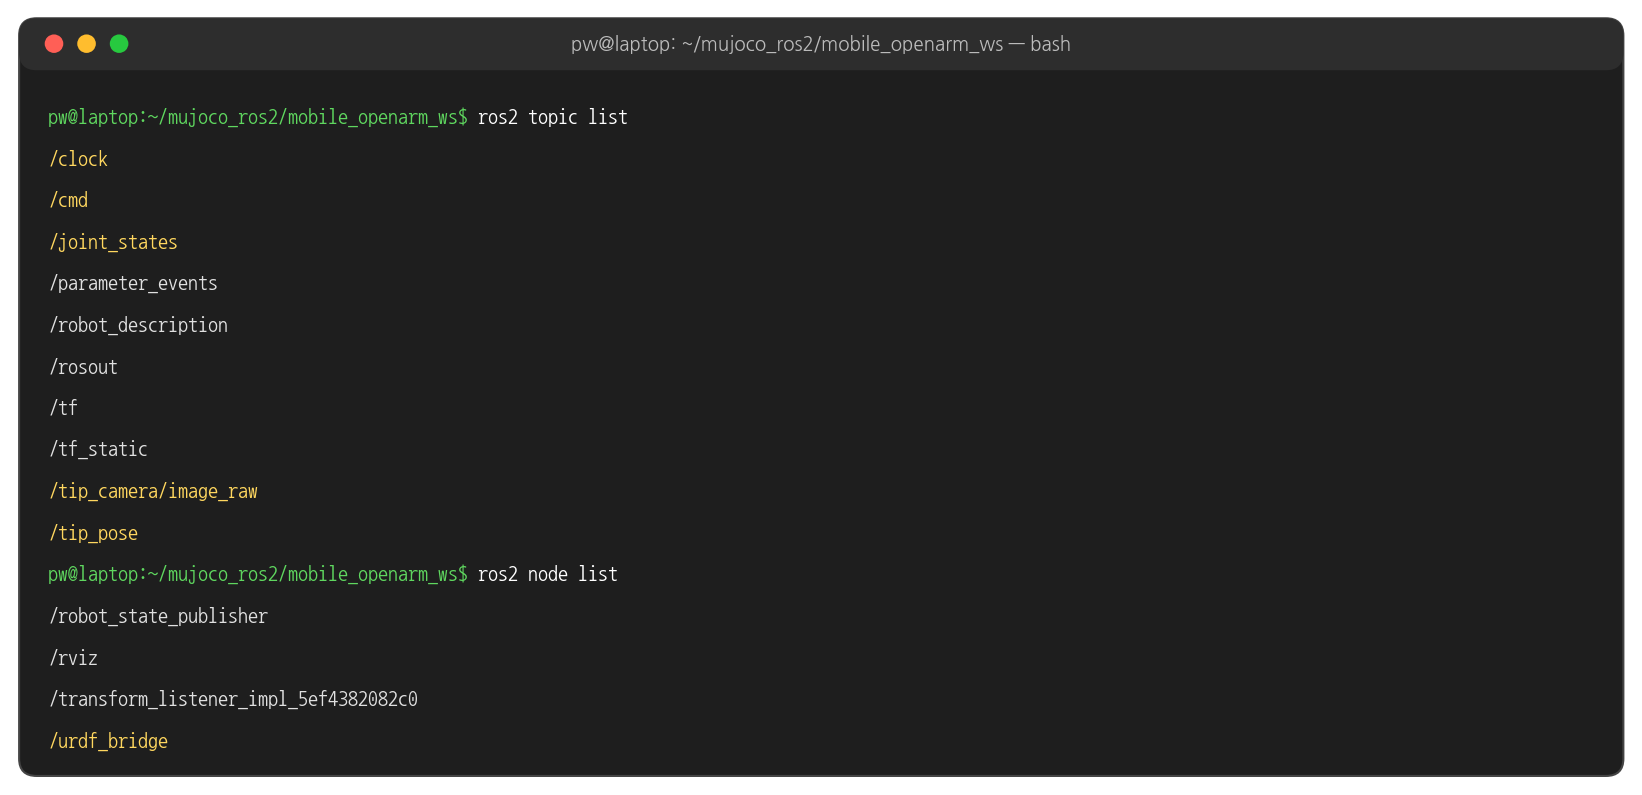 pw@laptop: ~/mujoco_ros2/mobile_openarm_ws — bash
pw@laptop:~/mujoco_ros2/mobile_openarm_ws$ ros2 topic list
/clock
/cmd
/joint_states
/parameter_events
/robot_description
/rosout
/tf
/tf_static
/tip_camera/image_raw
/tip_pose
pw@laptop:~/mujoco_ros2/mobile_openarm_ws$ ros2 node list
/robot_state_publisher
/rviz
/transform_listener_impl_5ef4382082c0
/urdf_bridge